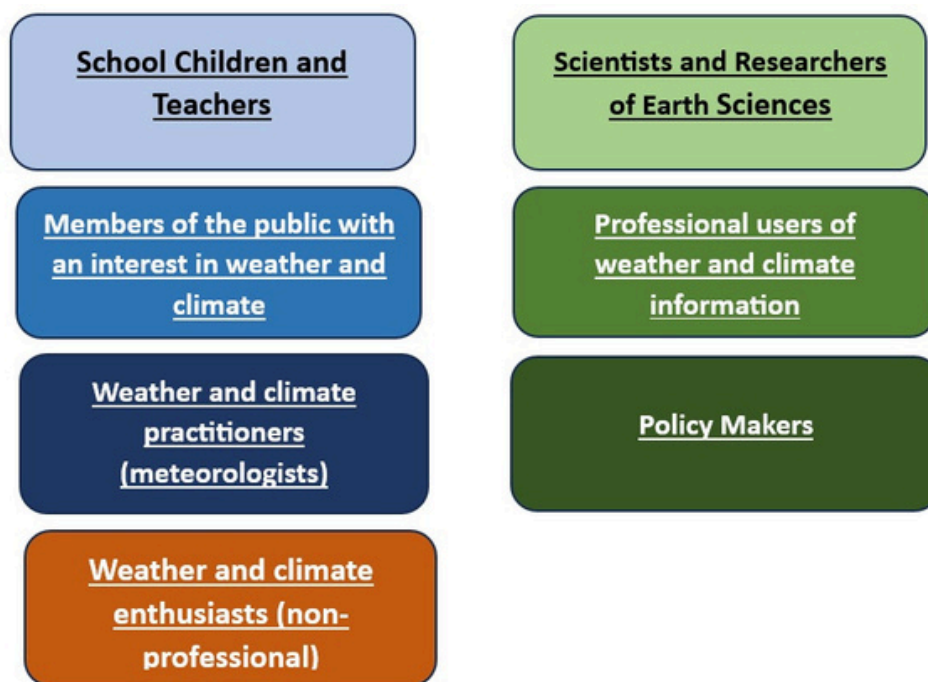 School Children and
Teachers
Members of the public with
an interest in weather and
climate
Weather and climate
practitioners
(meteorologists)
Weather and climate
enthusiasts (non-
professional)
Scientists and Researchers
of Earth Sciences
Professional users of
weather and climate
information
Policy Makers